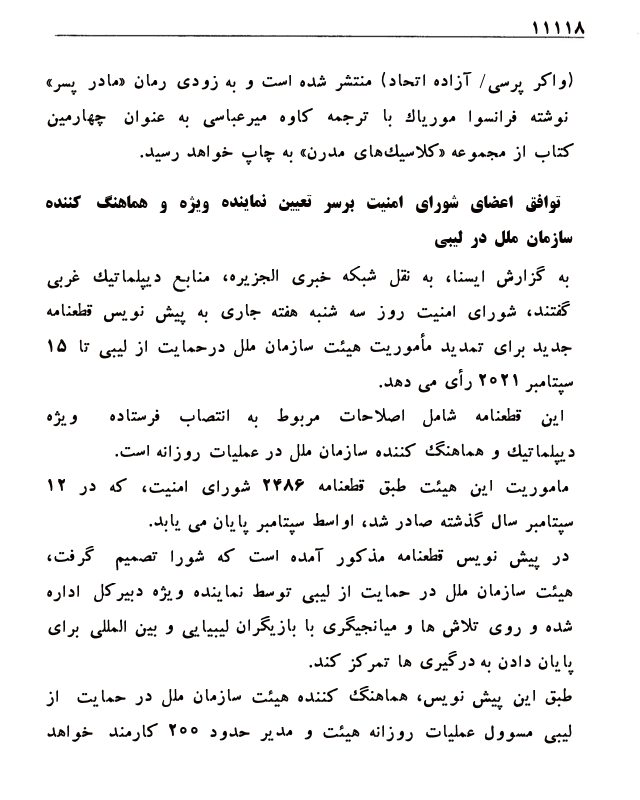 ۱۱۱۱۸
(واکر پرسی/ آزاده اتحاد) منتشر شده است و به زودی رمان «مادر پسر»
نوشته فرانسوا موریاك با ترجمه کاوه میرعباسی به عنوان چهارمین
کتاب از مجموعه «کلاسیك‌های مدرن» به چاپ خواهد رسید.
توافق اعضای شورای امنیت برسر تعیین نماینده ویژه و هماهنگ کننده
سازمان ملل در لیبی
به گزارش ایسنا، به نقل شبکه خبری الجزیره، منابع دیپلماتیك غربی
گفتند، شورای امنیت روز سه شنبه هفته جاری به پیش نویس قطعنامه
جدید برای تمدید مأموریت هیئت سازمان ملل درحمایت از لیبی تا ۱۵
سپتامبر ۲۰۲۱ رأی می دهد.
این قطعنامه شامل اصلاحات مربوط به انتصاب فرستاده ویژه
دیپلماتیك و هماهنگ کننده سازمان ملل در عملیات روزانه است.
ماموریت این هیئت طبق قطعنامه ۲۴۸۶ شورای امنیت، که در ۱۲
سپتامبر سال گذشته صادر شد، اواسط سپتامبر پایان می یابد.
در پیش نویس قطعنامه مذکور آمده است که شورا تصمیم گرفت،
هیئت سازمان ملل در حمایت از لیبی توسط نماینده ویژه دبیرکل اداره
شده و روی تلاش ها و میانجیگری با بازیگران لیبیایی و بین المللی برای
پایان دادن به درگیری ها تمرکز کند.
طبق این پیش نویس، هماهنگ کننده هیئت سازمان ملل در حمایت از
لیبی مسوول عملیات روزانه هیئت و مدیر حدود ۲۰۰ کارمند خواهد